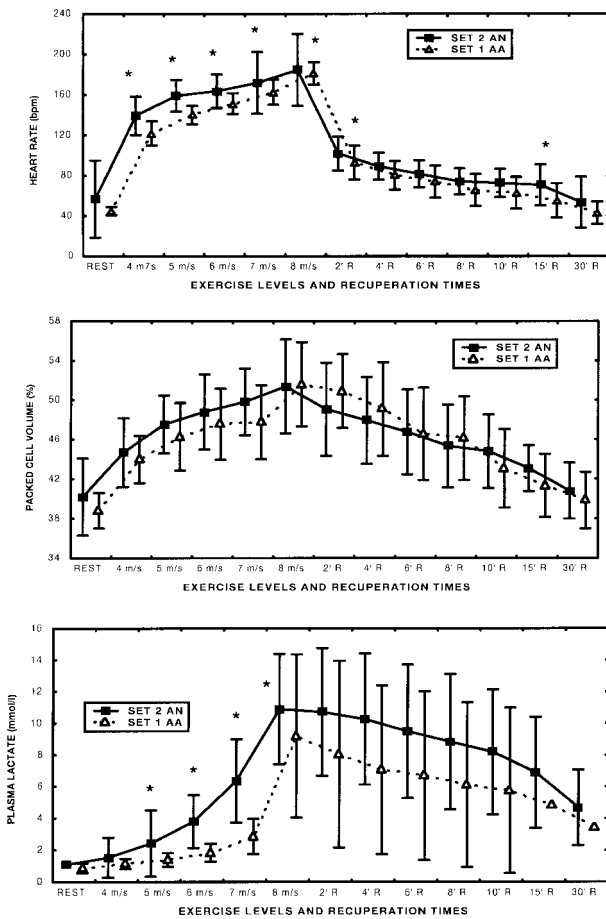 240
200
160
120
80
40
0
HEART RATE (bpm)
SET 2 AN
SET 1 AA
* * * * * * *
REST 4 m7s 5 m/s 6 m/s 7 m/s 8 m/s 2' R 4' R 6' R 8' R 10' R 15' R 30' R
EXERCISE LEVELS AND RECUPERATION TIMES
58
54
50
46
42
38
34
PACKED CELL VOLUME (%)
SET 2 AN
SET 1 AA
REST 4 m/s 5 m/s 6 m/s 7 m/s 8 m/s 2' R 4' R 6' R 8' R 10' R 15' R 30' R
EXERCISE LEVELS AND RECUPERATION TIMES
16
14
12
10
8
6
4
2
0
PLASMA LACTATE (mmol/l)
SET 2 AN
SET 1 AA
* * * *
REST 4 m/s 5 m/s 6 m/s 7 m/s 8 m/s 2' R 4' R 6' R 8' R 10' R 15' R 30' R
EXERCISE LEVELS AND RECUPERATION TIMES